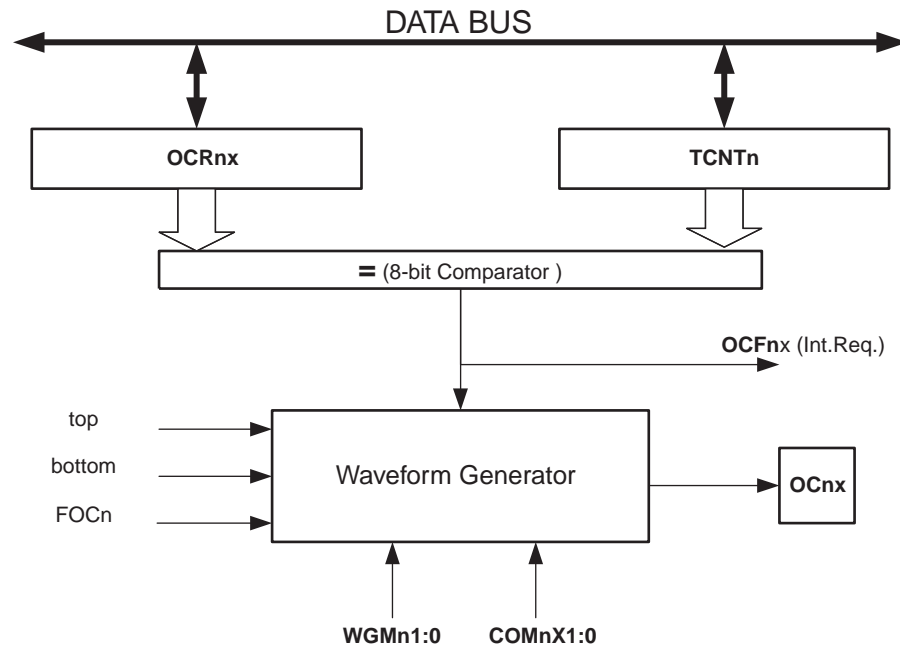 DATA BUS
OCRnx
TCNTn
= (8-bit Comparator )
OCFnx (Int.Req.)
top
bottom
FOCn
Waveform Generator
OCnx
WGMn1:0
COMnX1:0